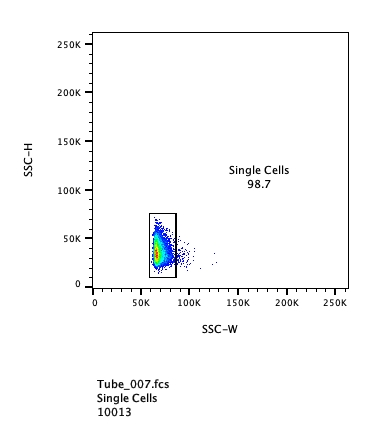 250K
200K
150K
100K
50K
0
SSC-H
Single Cells
98.7
0 50K 100K 150K 200K 250K
SSC-W
Tube_007.fcs
Single Cells
10013